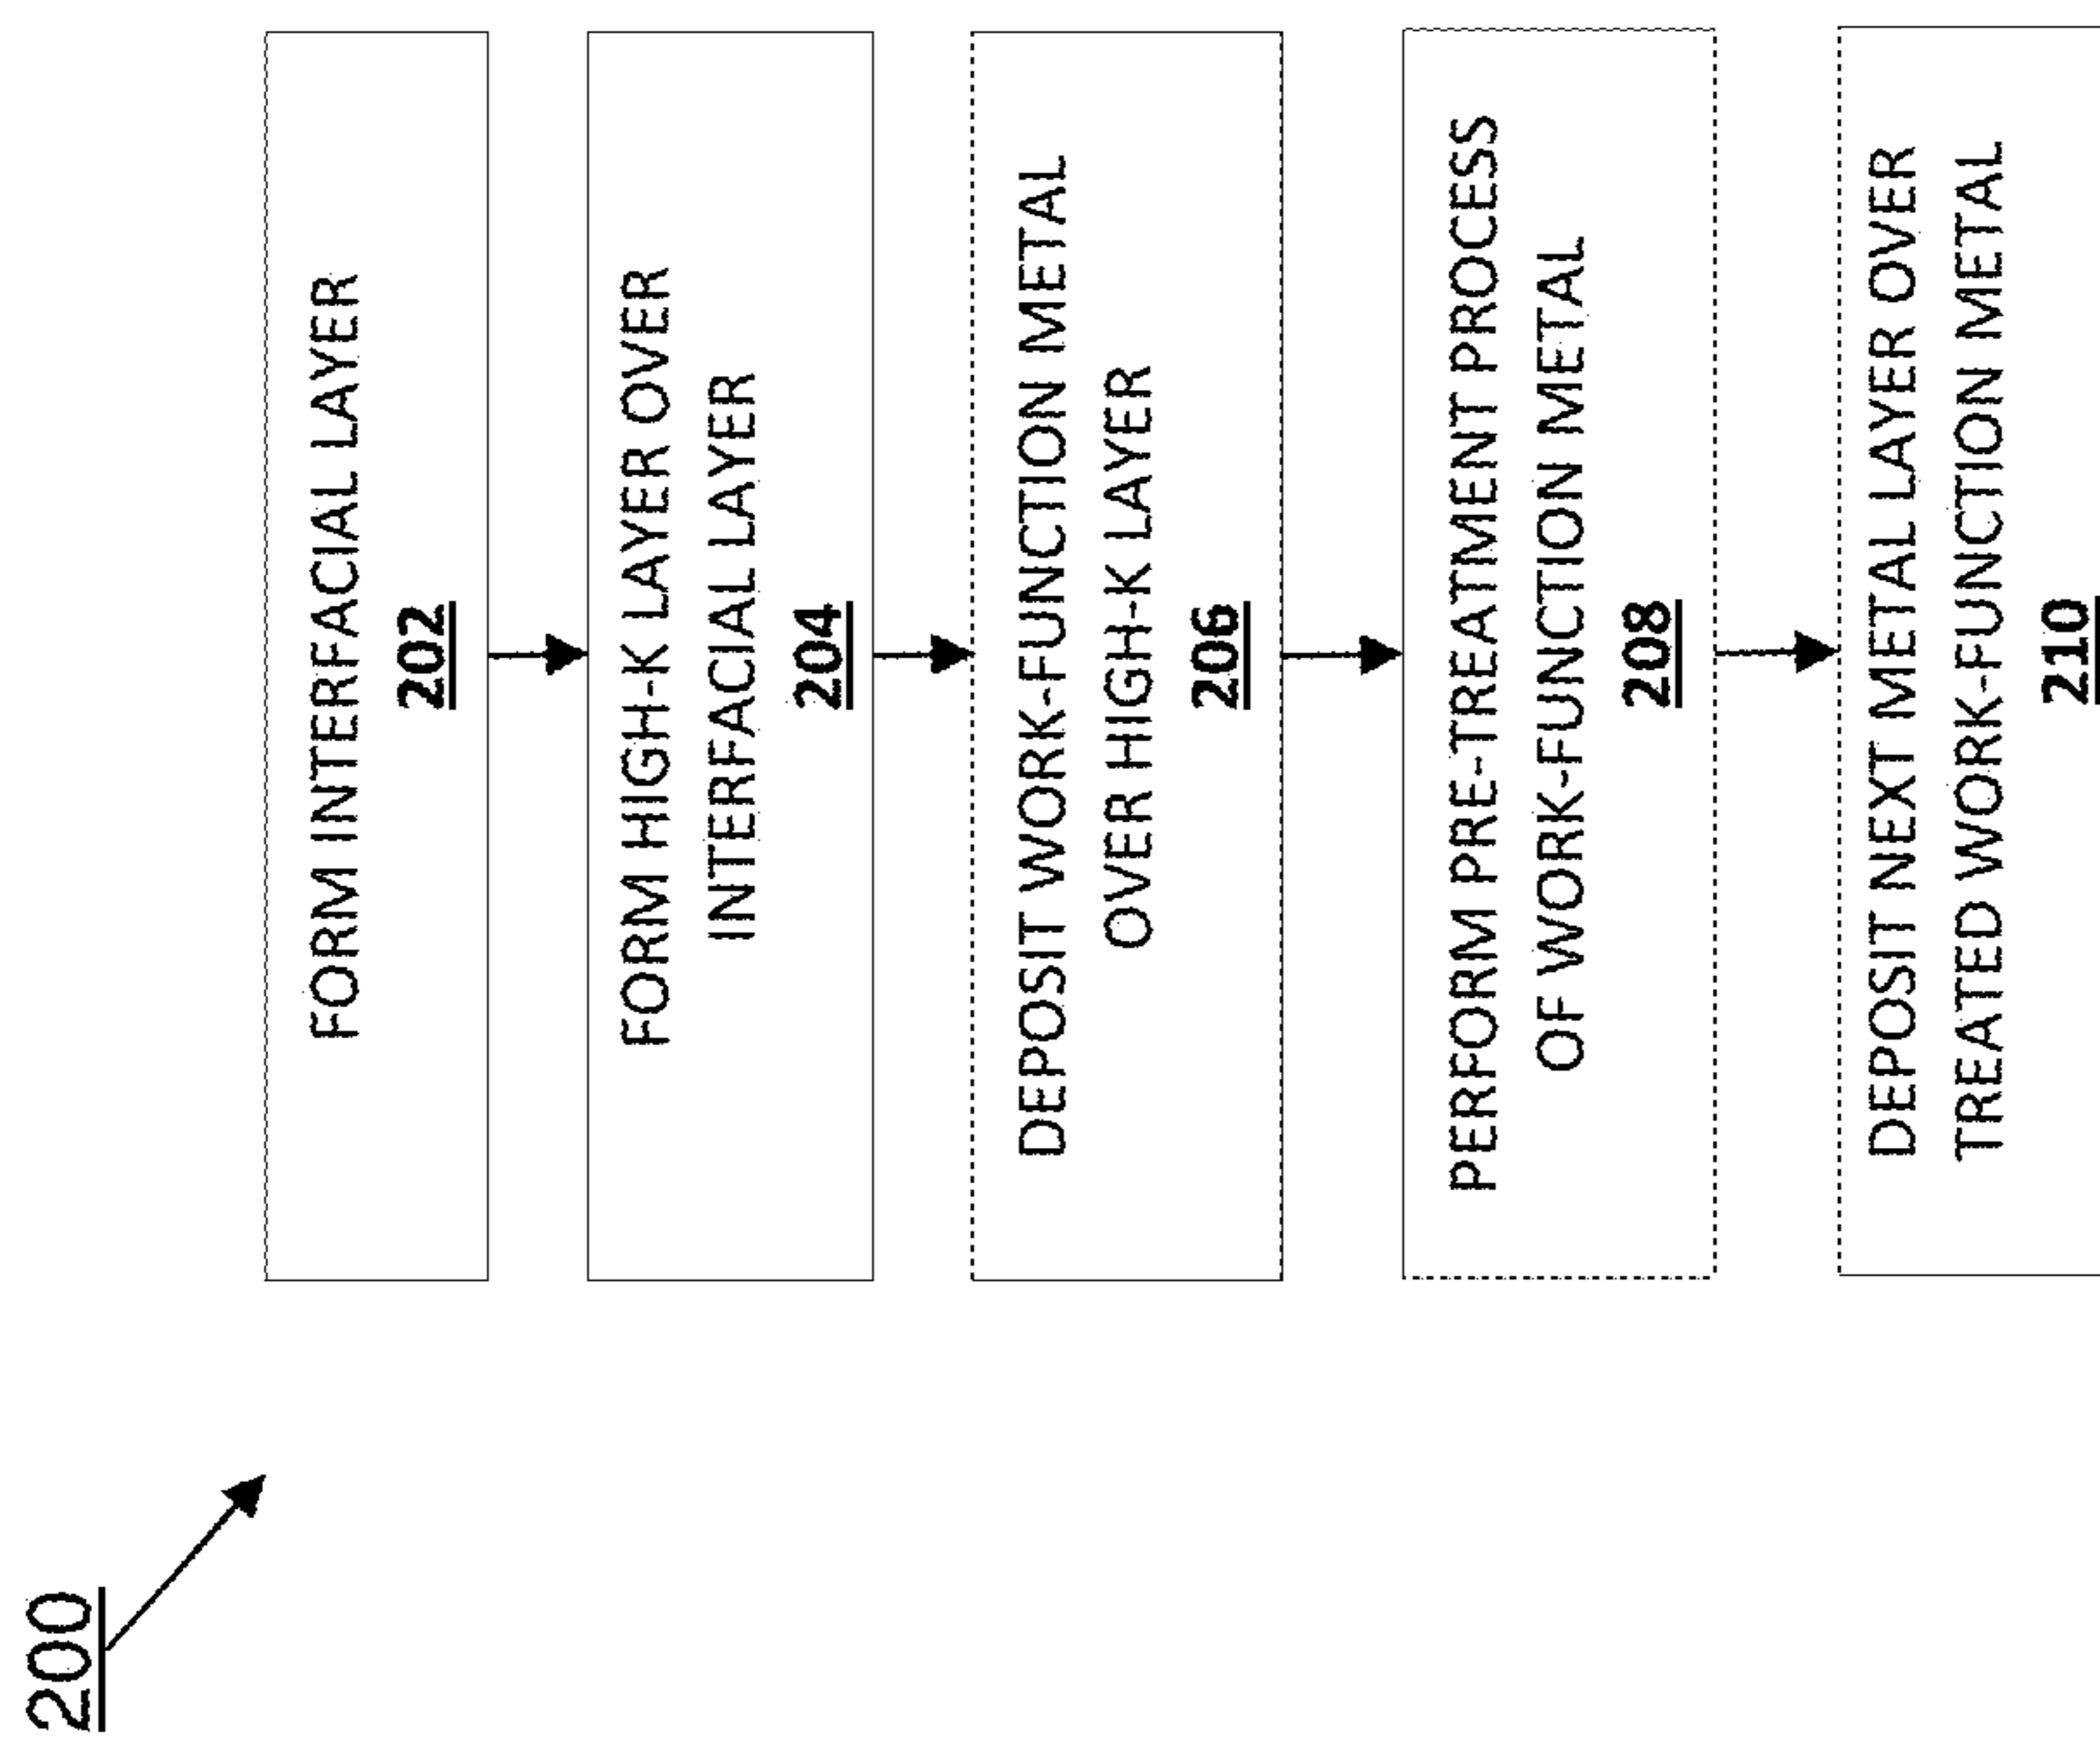 200
FORM INTERFACIAL LAYER
202
FORM HIGH-K LAYER OVER
INTERFACIAL LAYER
204
DEPOSIT WORK-FUNCTION METAL
OVER HIGH-K LAYER
206
PERFORM PRE-TREATMENT PROCESS
OF WORK-FUNCTION METAL
208
DEPOSIT NEXT METAL LAYER OVER
TREATED WORK-FUNCTION METAL
210